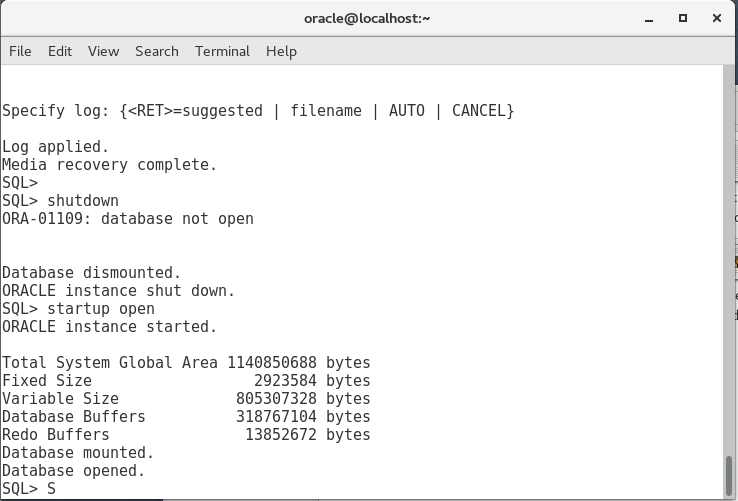 oracle@localhost:~
File Edit View Search Terminal Help
Specify log: {<RET>=suggested | filename | AUTO | CANCEL}
Log applied.
Media recovery complete.
SQL>
SQL> shutdown
ORA-01109: database not open
Database dismounted.
ORACLE instance shut down.
SQL> startup open
ORACLE instance started.
Total System Global Area 1140850688 bytes
Fixed Size 2923584 bytes
Variable Size 805307328 bytes
Database Buffers 318767104 bytes
Redo Buffers 13852672 bytes
Database mounted.
Database opened.
SQL> S